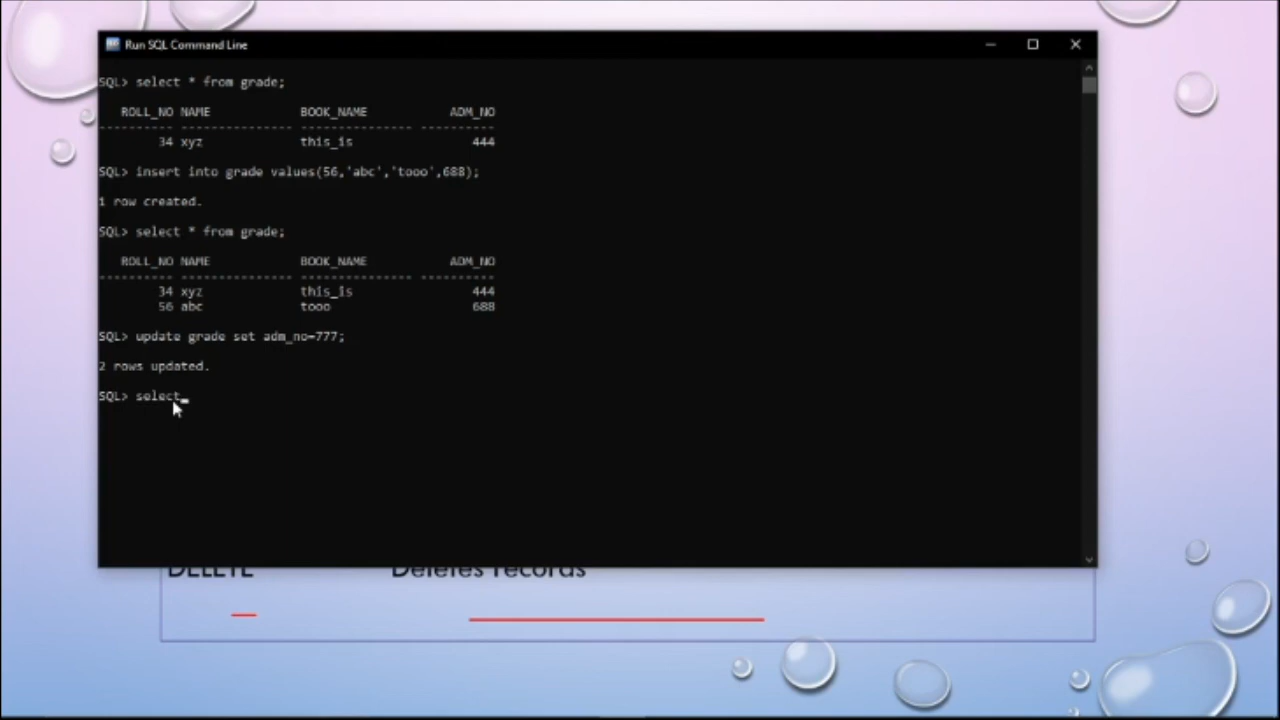 Run SQL Command Line
SQL> select * from grade;
ROLL_NO NAME BOOK_NAME ADM_NO
---------- --------------- --------------- ----------
34 xyz this_is 444
SQL> insert into grade values(56,'abc','tooo',688);
1 row created.
SQL> select * from grade;
ROLL_NO NAME BOOK_NAME ADM_NO
---------- --------------- --------------- ----------
34 xyz this_is 444
56 abc tooo 688
SQL> update grade set adm_no=777;
2 rows updated.
SQL> select_
DELETE Deletes records